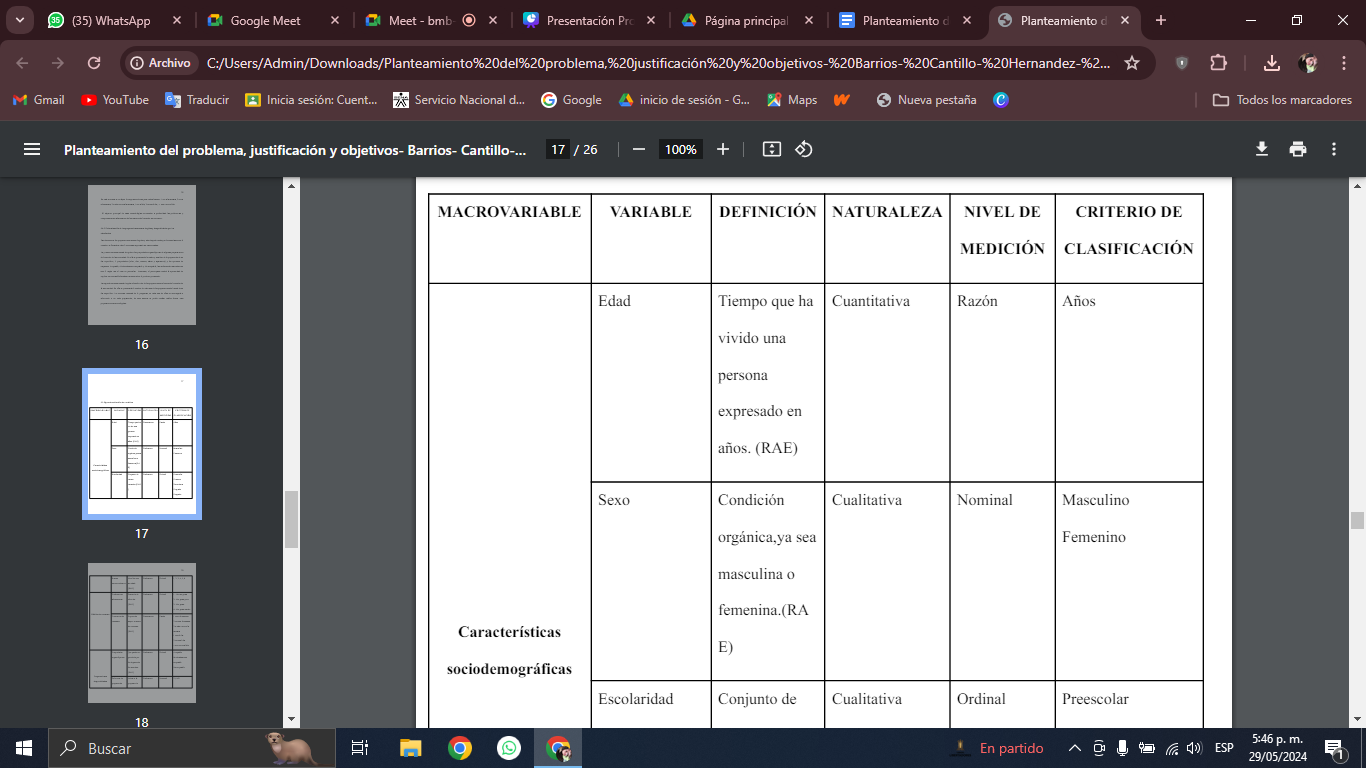 (35) WhatsApp
Google Meet
Meet - bmb-
Presentación Pro
Página principal
Planteamiento d
Planteamiento d
Archivo
C:/Users/Admin/Downloads/Planteamiento%20del%20problema,%20justificación%20y%20objetivos-%20Barrios-%20Cantillo-%20Hernandez-%2...
Gmail
YouTube
Traducir
Inicia sesión: Cuent...
Servicio Nacional d...
Google
inicio de sesión - G...
Maps
Nueva pestaña
Todos los marcadores
Planteamiento del problema, justificación y objetivos- Barrios- Cantillo-...
17 / 26
100%
16
17
18
MACROVARIABLE
VARIABLE
DEFINICIÓN
NATURALEZA
NIVEL DE
MEDICIÓN
CRITERIO DE
CLASIFICACIÓN
Características
sociodemográficas
Edad
Tiempo que ha
vivido una
persona
expresado en
años. (RAE)
Cuantitativa
Razón
Años
Sexo
Condición
orgánica,ya sea
masculina o
femenina.(RA
E)
Cualitativa
Nominal
Masculino
Femenino
Escolaridad
Conjunto de
Cualitativa
Ordinal
Preescolar
Buscar
En partido
ESP
5:46 p. m.
29/05/2024
1